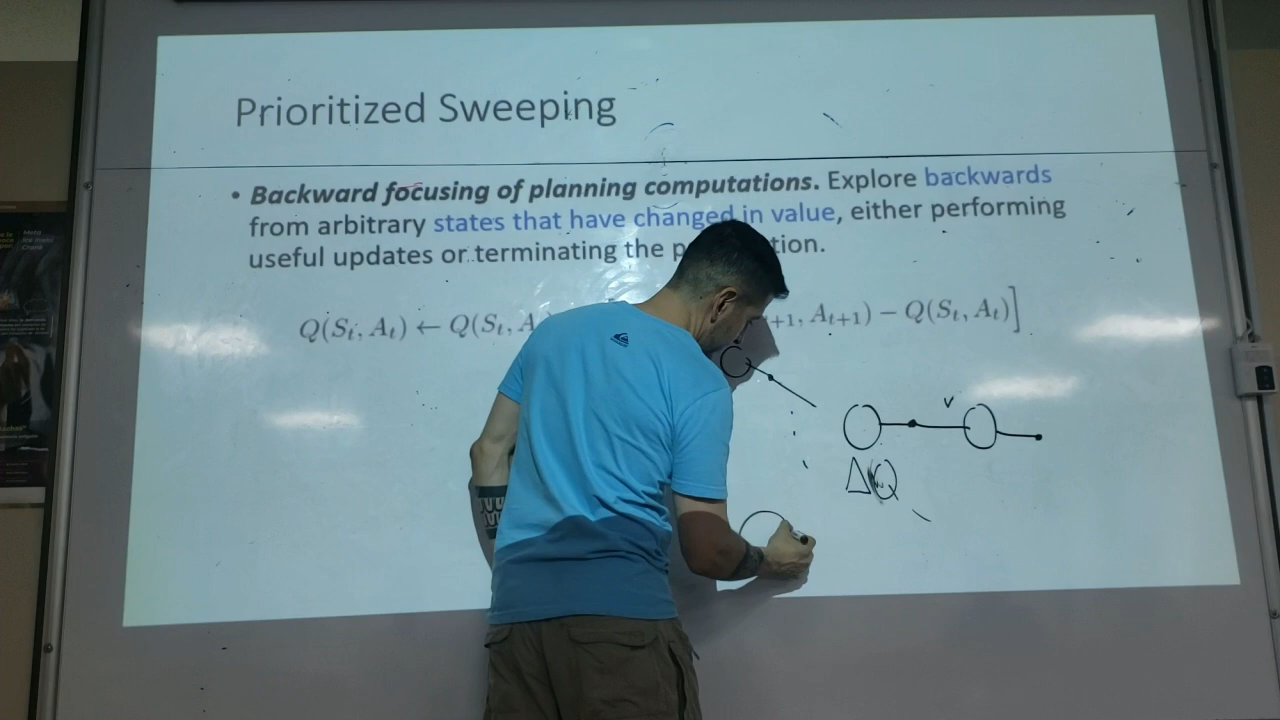 Prioritized Sweeping
• Backward focusing of planning computations. Explore backwards
from arbitrary states that have changed in value, either performing
useful updates or terminating the tion.
Q(S_t, A_t) ← Q(S_t, A +1, A_{t+1}) − Q(S_t, A_t)]
v
ΔQ